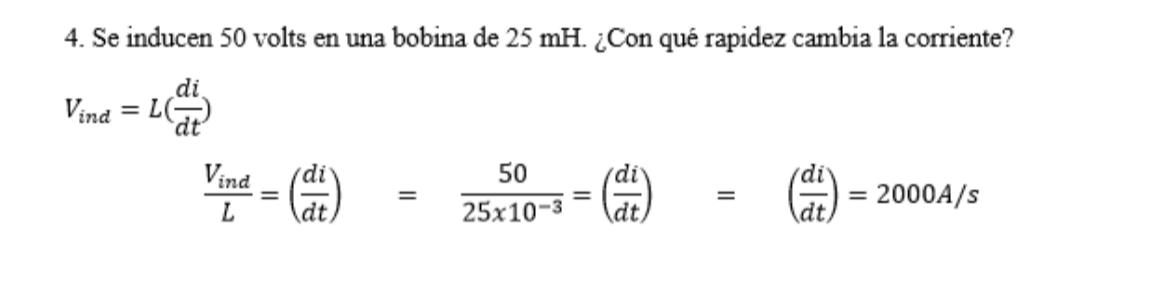 4. Se inducen 50 volts en una bobina de 25 mH. ¿Con qué rapidez cambia la corriente?
V_ind = L(di/dt)
V_ind/L = (di/dt) = 50/25x10^-3 = (di/dt) = (di/dt) = 2000A/s